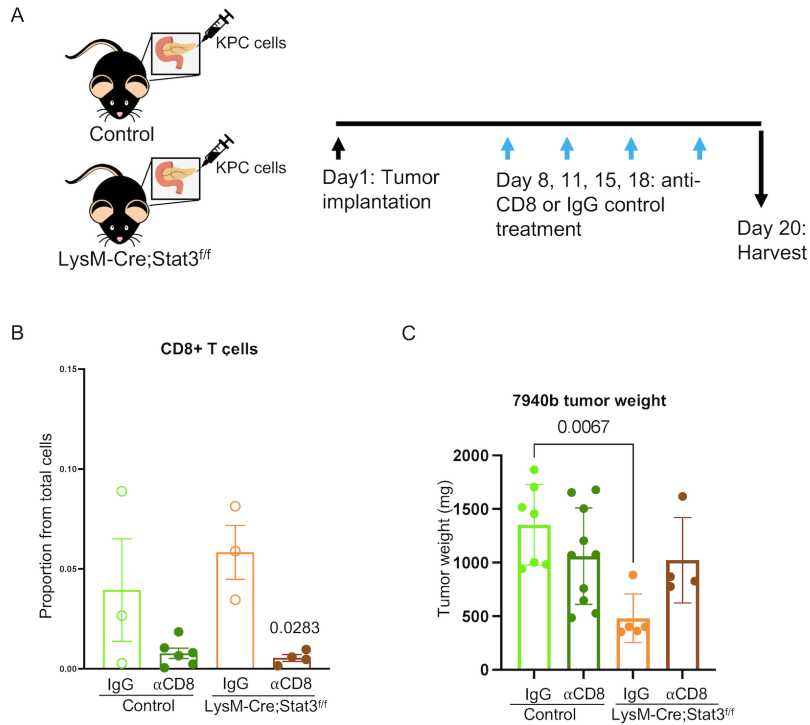 A
KPC cells
Control
KPC cells
LysM-Cre;Stat3f/f
Day1: Tumor
implantation
Day 8, 11, 15, 18: anti-
CD8 or IgG control
treatment
Day 20:
Harvest
B
CD8+ T cells
Proportion from total cells
0.15
0.10
0.05
0.00
0.0283
IgG
αCD8
IgG
αCD8
Control
LysM-Cre;Stat3f/f
C
7940b tumor weight
0.0067
Tumor weight (mg)
2000
1500
1000
500
0
IgG
αCD8
IgG
αCD8
Control
LysM-Cre;Stat3f/f